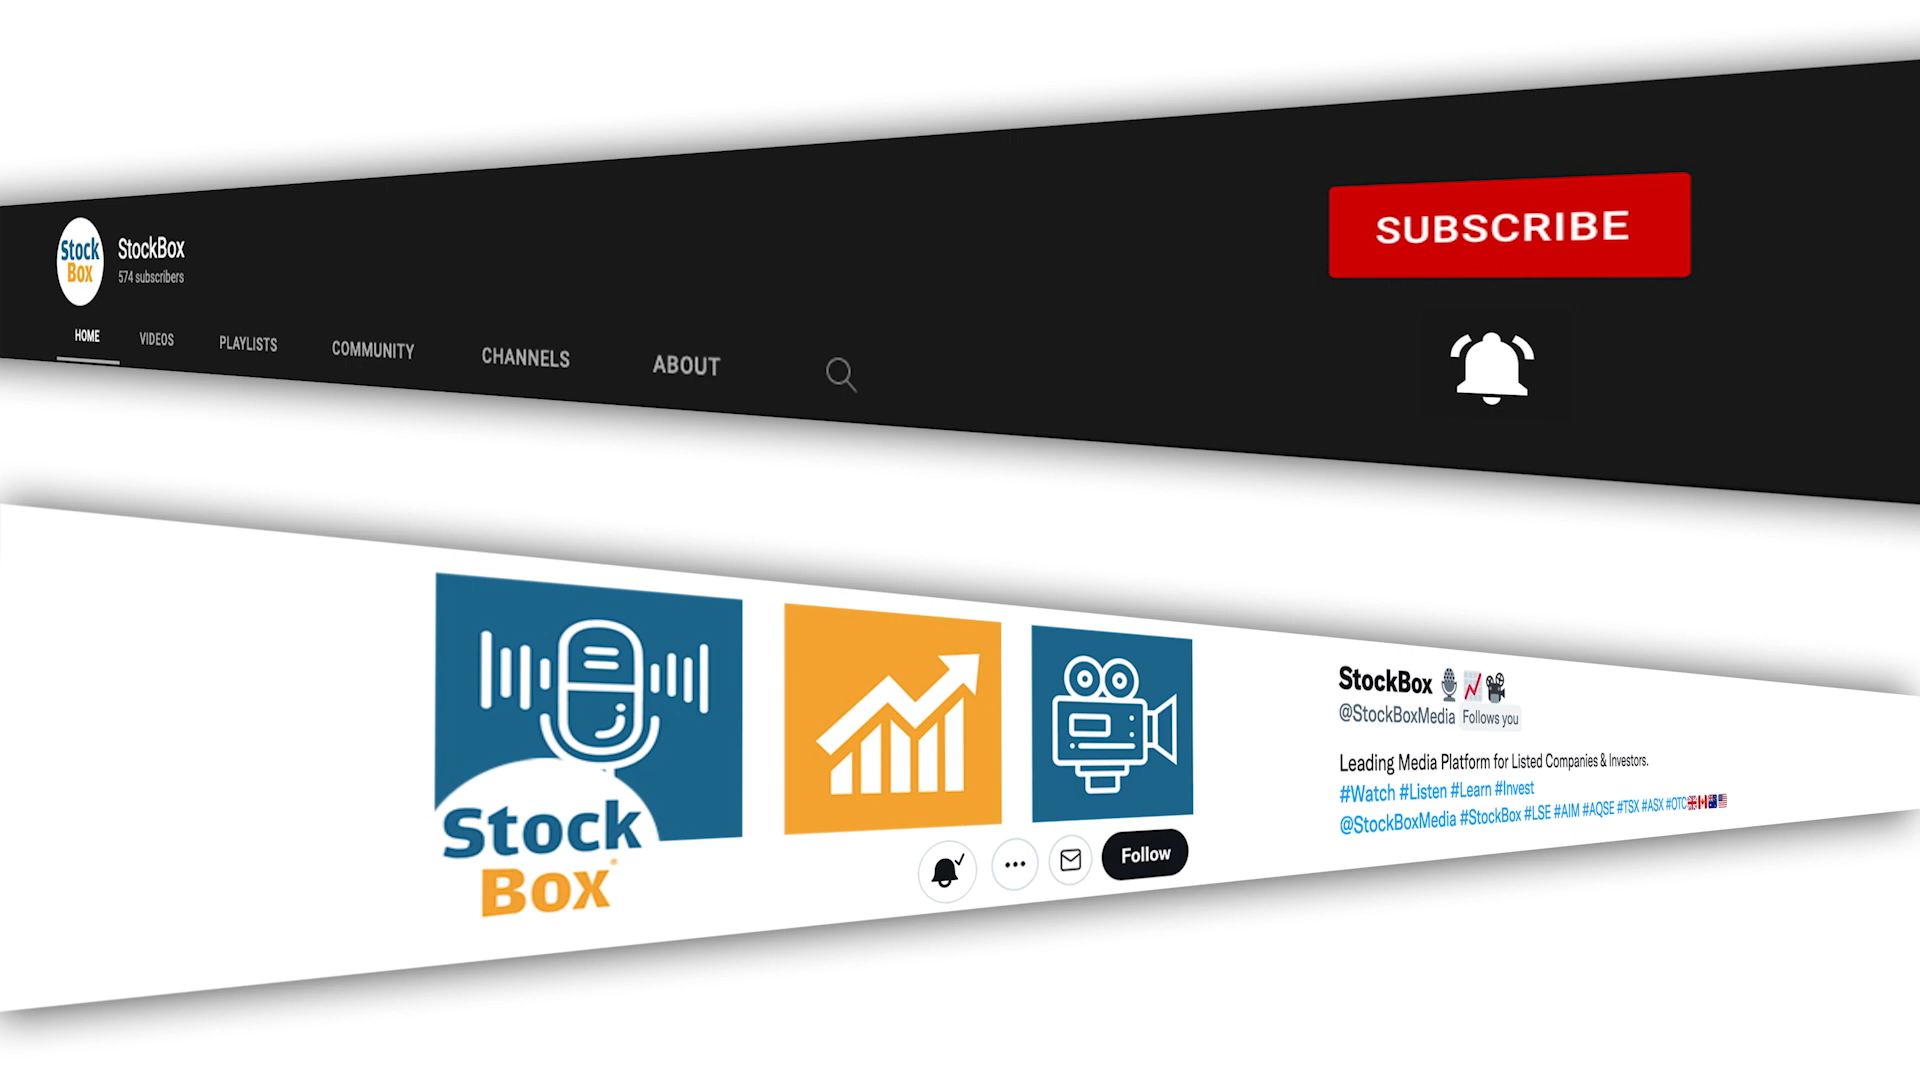 Stock
Box
StockBox
574 subscribers
SUBSCRIBE
HOME
VIDEOS
PLAYLISTS
COMMUNITY
CHANNELS
ABOUT
Stock
Box
StockBox
@StockBoxMedia Follows you
Leading Media Platform for Listed Companies & Investors.
#Watch #Listen #Learn #Invest
@StockBoxMedia #StockBox #LSE #AIM #AQSE #TSX #ASX #OTC🇬🇧🇨🇦🇦🇺🇺🇸
Follow